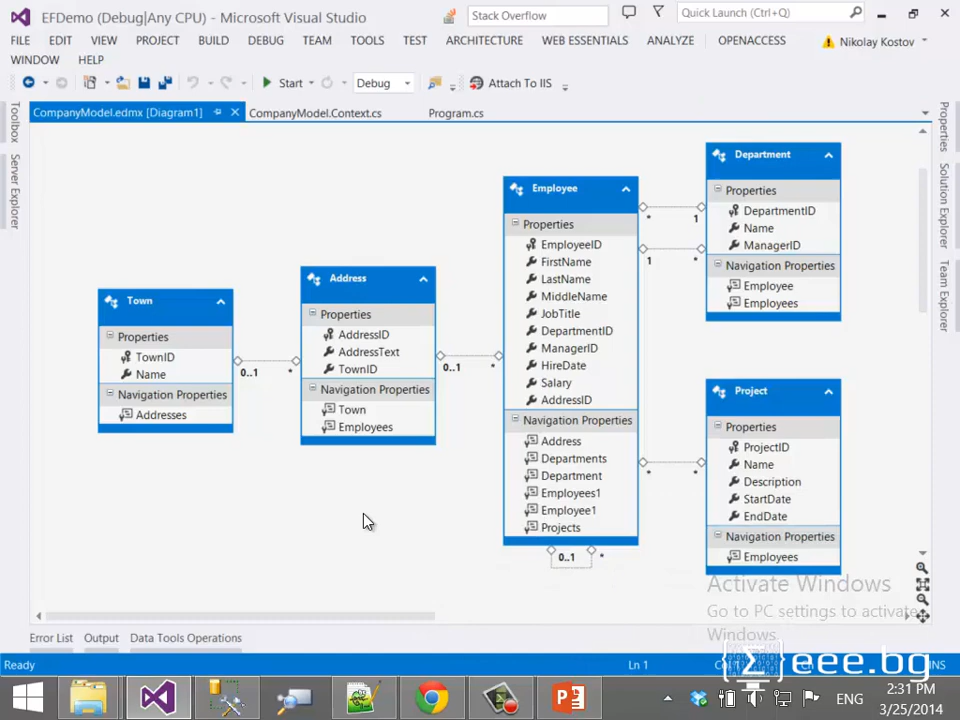 EFDemo (Debug|Any CPU) - Microsoft Visual Studio
Stack Overflow
Quick Launch (Ctrl+Q)
FILE EDIT VIEW PROJECT BUILD DEBUG TEAM TOOLS TEST ARCHITECTURE WEB ESSENTIALS ANALYZE OPENACCESS
Nikolay Kostov
WINDOW HELP
Start Debug Attach To IIS
CompanyModel.edmx [Diagram1] CompanyModel.Context.cs Program.cs
Toolbox
Server Explorer
Town
Properties
TownID
Name
Navigation Properties
Addresses
0..1 *
Address
Properties
AddressID
AddressText
TownID
Navigation Properties
Town
Employees
0..1 *
Employee
Properties
EmployeeID
FirstName
LastName
MiddleName
JobTitle
DepartmentID
ManagerID
HireDate
Salary
AddressID
Navigation Properties
Address
Departments
Department
Employees1
Employee1
Projects
0..1 *
* 1
1 *
* *
Department
Properties
DepartmentID
Name
ManagerID
Navigation Properties
Employee
Employees
Project
Properties
ProjectID
Name
Description
StartDate
EndDate
Navigation Properties
Employees
Properties
Solution Explorer
Team Explorer
Activate Windows
Go to PC settings to activate
Windows.
Error List Output Data Tools Operations
Ready
Ln 1
INS
eee.bg
ENG
2:31 PM
3/25/2014